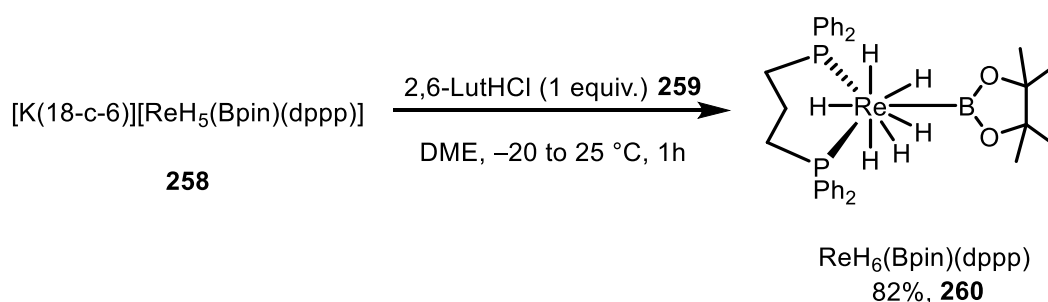 [K(18-c-6)][ReH₅(Bpin)(dppp)]
258
2,6-LutHCl (1 equiv.) 259
DME, –20 to 25 °C, 1h
Ph₂
P
H
H
H
Re
B
O
O
H
H
H
P
Ph₂
ReH₆(Bpin)(dppp)
82%, 260